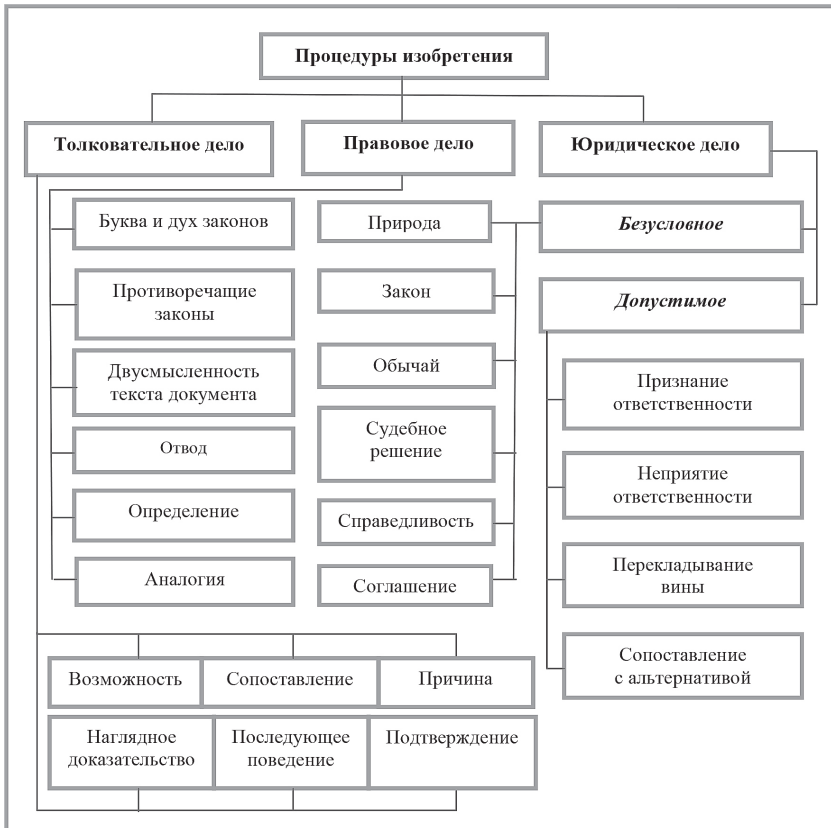 Процедуры изобретения
Толковательное дело
Правовое дело
Юридическое дело
Буква и дух законов
Противоречащие
законы
Двусмысленность
текста документа
Отвод
Определение
Аналогия
Природа
Закон
Обычай
Судебное
решение
Справедливость
Соглашение
Безусловное
Допустимое
Признание
ответственности
Неприятие
ответственности
Перекладывание
вины
Сопоставление
с альтернативой
Возможность
Сопоставление
Причина
Наглядное
доказательство
Последующее
поведение
Подтверждение